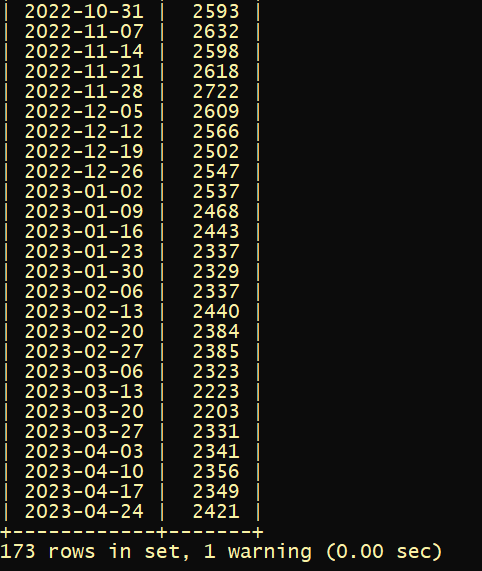 | 2022-10-31 |  2593 |
| 2022-11-07 |  2632 |
| 2022-11-14 |  2598 |
| 2022-11-21 |  2618 |
| 2022-11-28 |  2722 |
| 2022-12-05 |  2609 |
| 2022-12-12 |  2566 |
| 2022-12-19 |  2502 |
| 2022-12-26 |  2547 |
| 2023-01-02 |  2537 |
| 2023-01-09 |  2468 |
| 2023-01-16 |  2443 |
| 2023-01-23 |  2337 |
| 2023-01-30 |  2329 |
| 2023-02-06 |  2337 |
| 2023-02-13 |  2440 |
| 2023-02-20 |  2384 |
| 2023-02-27 |  2385 |
| 2023-03-06 |  2323 |
| 2023-03-13 |  2223 |
| 2023-03-20 |  2203 |
| 2023-03-27 |  2331 |
| 2023-04-03 |  2341 |
| 2023-04-10 |  2356 |
| 2023-04-17 |  2349 |
| 2023-04-24 |  2421 |
+------------+-------+
173 rows in set, 1 warning (0.00 sec)